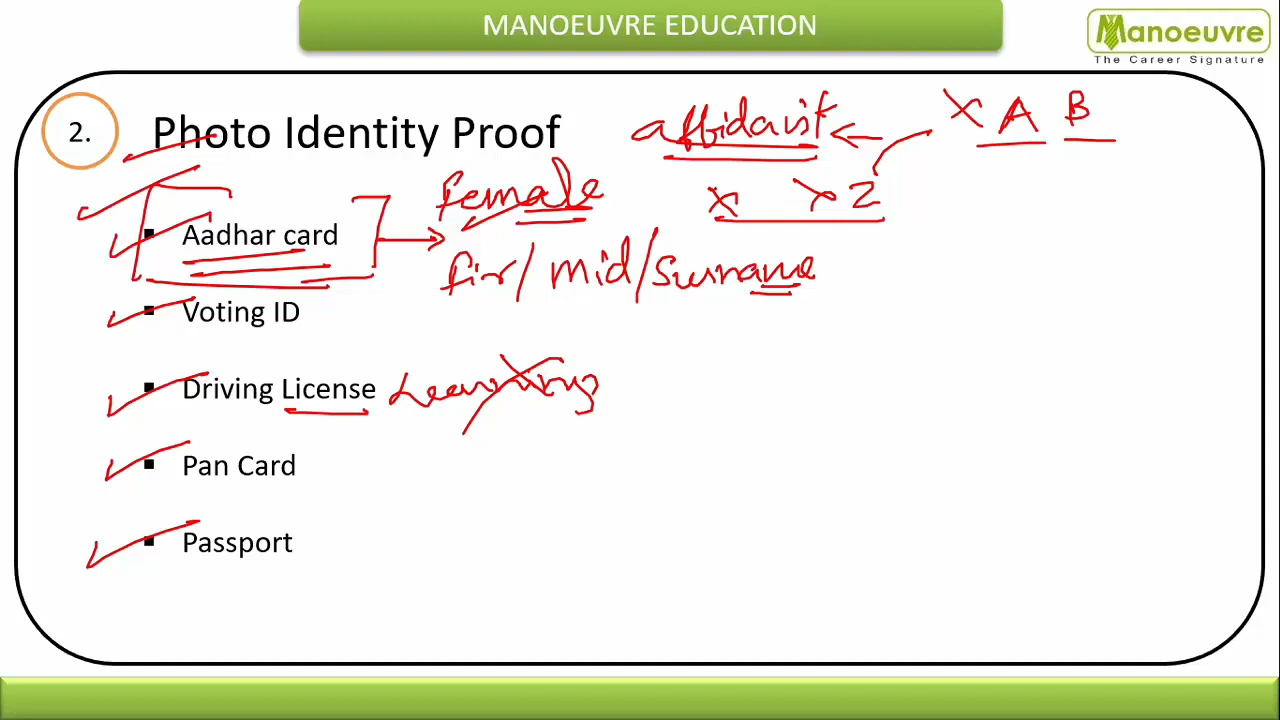 MANOEUVRE EDUCATION
Manoeuvre
The Career Signature
2. Photo Identity Proof
affidavit
X A B
X Y Z
Aadhar card
female
fir/mid/Surname
Voting ID
Driving License Learning
Pan Card
Passport